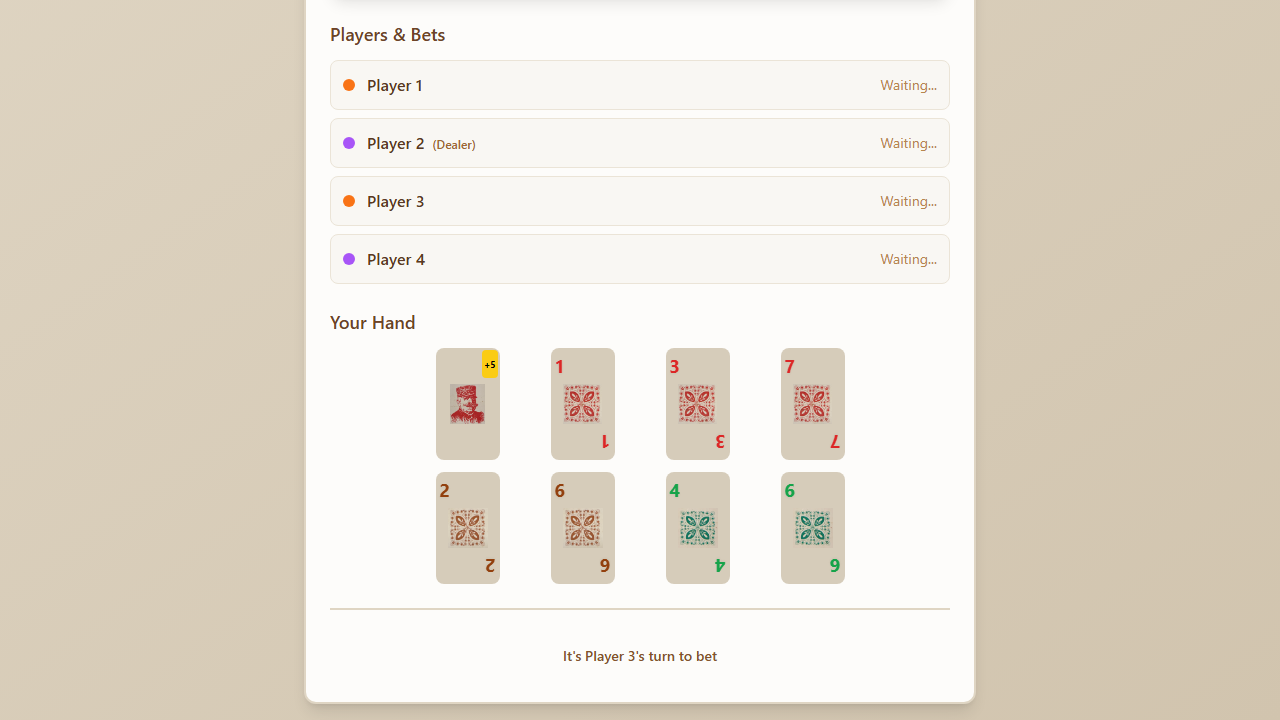 Players & Bets
Player 1 Waiting...
Player 2 (Dealer) Waiting...
Player 3 Waiting...
Player 4 Waiting...
Your Hand
+5 1 3 7
1 3 7
2 6 4 6
2 6 4 6
It's Player 3's turn to bet